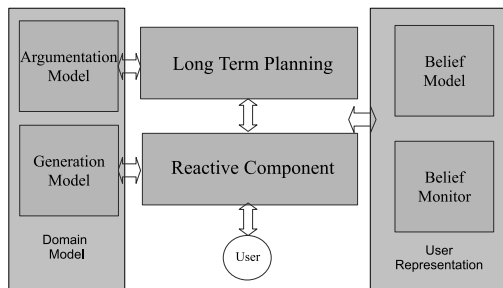 Argumentation
Model
Generation
Model
Domain
Model
Long Term Planning
Reactive Component
User
Belief
Model
Belief
Monitor
User
Representation